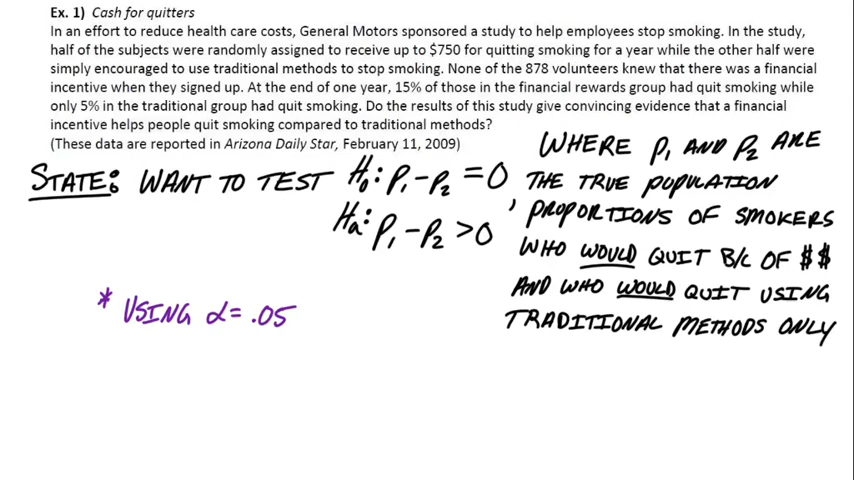 Ex. 1) Cash for quitters
In an effort to reduce health care costs, General Motors sponsored a study to help employees stop smoking. In the study,
half of the subjects were randomly assigned to receive up to $750 for quitting smoking for a year while the other half were
simply encouraged to use traditional methods to stop smoking. None of the 878 volunteers knew that there was a financial
incentive when they signed up. At the end of one year, 15% of those in the financial rewards group had quit smoking while
only 5% in the traditional group had quit smoking. Do the results of this study give convincing evidence that a financial
incentive helps people quit smoking compared to traditional methods?
(These data are reported in Arizona Daily Star, February 11, 2009)
STATE: WANT TO TEST H₀: p₁ - p₂ = 0
Hₐ: p₁ - p₂ > 0,
WHERE p₁ AND p₂ ARE
THE TRUE POPULATION
PROPORTIONS OF SMOKERS
WHO WOULD QUIT B/C OF $$
AND WHO WOULD QUIT USING
TRADITIONAL METHODS ONLY
* USING α = .05